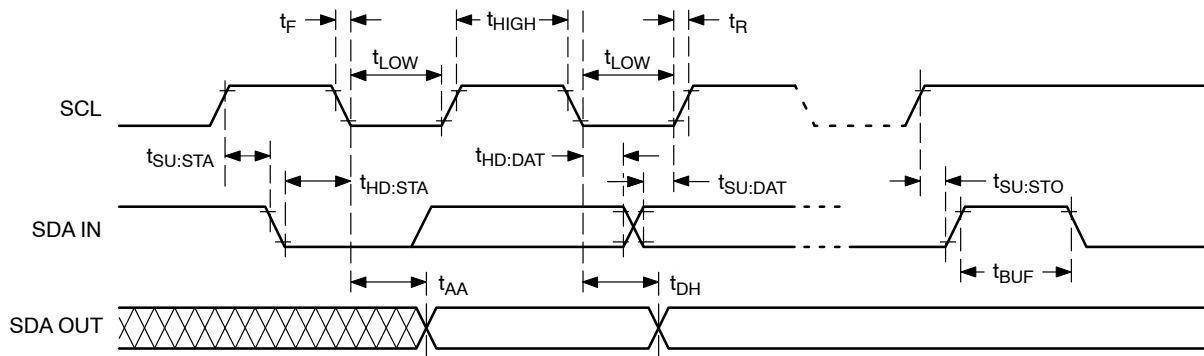 tF
tHIGH
tR
tLOW
tLOW
SCL
tSU:STA
tHD:STA
tHD:DAT
tSU:DAT
tSU:STO
SDA IN
tAA
tDH
tBUF
SDA OUT